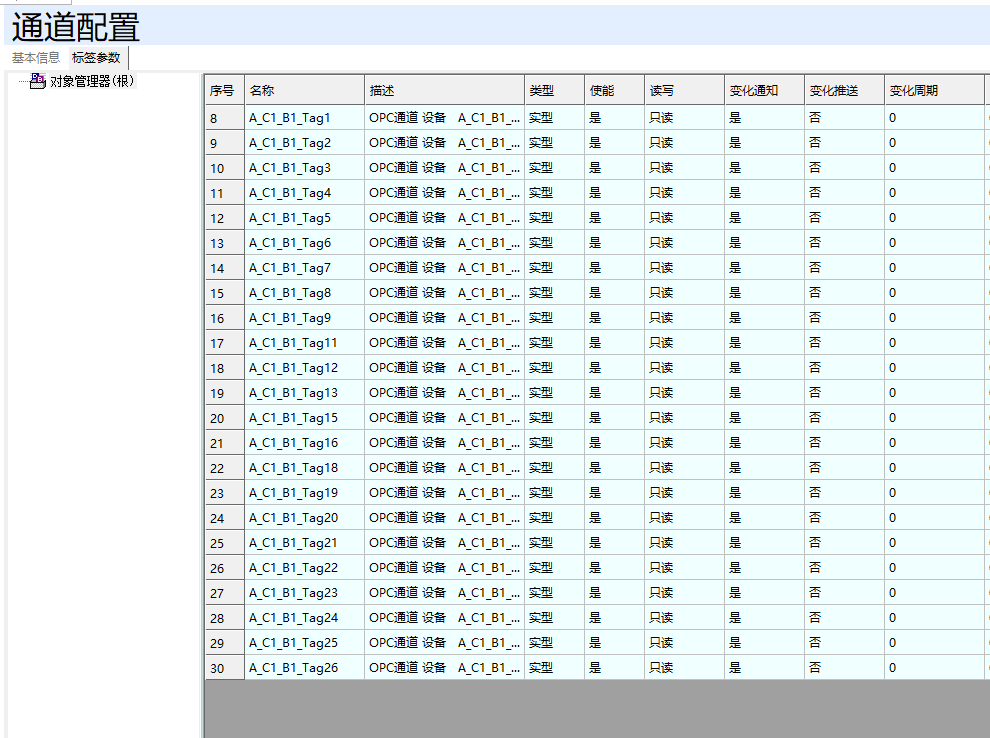 通道配置
基本信息 标签参数
对象管理器(根)
序号 名称 描述 类型 使能 读写 变化通知 变化推送 变化周期
8 A_C1_B1_Tag1 OPC通道 设备 A_C1_B1_... 实型 是 只读 是 否 0
9 A_C1_B1_Tag2 OPC通道 设备 A_C1_B1_... 实型 是 只读 是 否 0
10 A_C1_B1_Tag3 OPC通道 设备 A_C1_B1_... 实型 是 只读 是 否 0
11 A_C1_B1_Tag4 OPC通道 设备 A_C1_B1_... 实型 是 只读 是 否 0
12 A_C1_B1_Tag5 OPC通道 设备 A_C1_B1_... 实型 是 只读 是 否 0
13 A_C1_B1_Tag6 OPC通道 设备 A_C1_B1_... 实型 是 只读 是 否 0
14 A_C1_B1_Tag7 OPC通道 设备 A_C1_B1_... 实型 是 只读 是 否 0
15 A_C1_B1_Tag8 OPC通道 设备 A_C1_B1_... 实型 是 只读 是 否 0
16 A_C1_B1_Tag9 OPC通道 设备 A_C1_B1_... 实型 是 只读 是 否 0
17 A_C1_B1_Tag11 OPC通道 设备 A_C1_B1_... 实型 是 只读 是 否 0
18 A_C1_B1_Tag12 OPC通道 设备 A_C1_B1_... 实型 是 只读 是 否 0
19 A_C1_B1_Tag13 OPC通道 设备 A_C1_B1_... 实型 是 只读 是 否 0
20 A_C1_B1_Tag15 OPC通道 设备 A_C1_B1_... 实型 是 只读 是 否 0
21 A_C1_B1_Tag16 OPC通道 设备 A_C1_B1_... 实型 是 只读 是 否 0
22 A_C1_B1_Tag18 OPC通道 设备 A_C1_B1_... 实型 是 只读 是 否 0
23 A_C1_B1_Tag19 OPC通道 设备 A_C1_B1_... 实型 是 只读 是 否 0
24 A_C1_B1_Tag20 OPC通道 设备 A_C1_B1_... 实型 是 只读 是 否 0
25 A_C1_B1_Tag21 OPC通道 设备 A_C1_B1_... 实型 是 只读 是 否 0
26 A_C1_B1_Tag22 OPC通道 设备 A_C1_B1_... 实型 是 只读 是 否 0
27 A_C1_B1_Tag23 OPC通道 设备 A_C1_B1_... 实型 是 只读 是 否 0
28 A_C1_B1_Tag24 OPC通道 设备 A_C1_B1_... 实型 是 只读 是 否 0
29 A_C1_B1_Tag25 OPC通道 设备 A_C1_B1_... 实型 是 只读 是 否 0
30 A_C1_B1_Tag26 OPC通道 设备 A_C1_B1_... 实型 是 只读 是 否 0